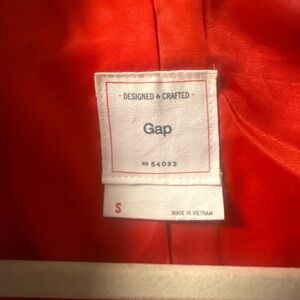 - DESIGNED & CRAFTED -
Gap
RN 54023
S
MADE IN VIETNAM